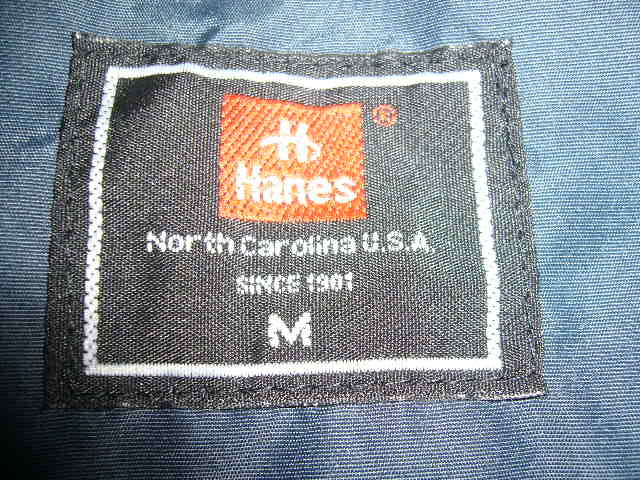 H ®
Hanes
North Carolina U.S.A
SINCE 1901
M